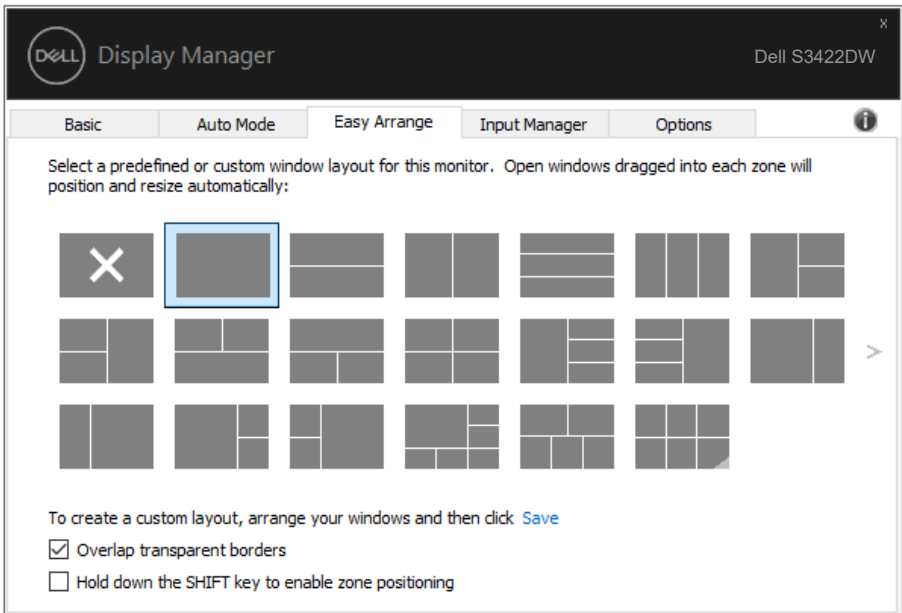 x
DELL Display Manager
Dell S3422DW
Basic Auto Mode Easy Arrange Input Manager Options
Select a predefined or custom window layout for this monitor. Open windows dragged into each zone will
position and resize automatically:
>
To create a custom layout, arrange your windows and then click Save
Overlap transparent borders
Hold down the SHIFT key to enable zone positioning